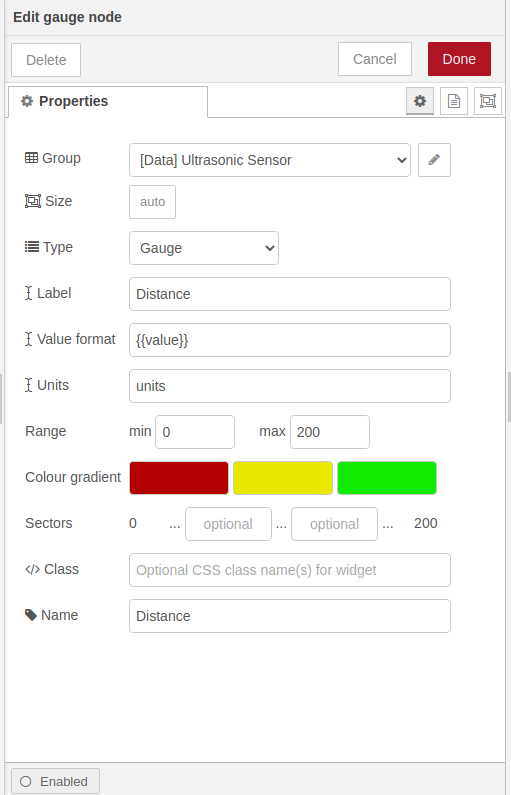 Edit gauge node
Delete Cancel Done
Properties
Group [Data] Ultrasonic Sensor
Size auto
Type Gauge
Label Distance
Value format {{value}}
Units units
Range min 0 max 200
Colour gradient
Sectors 0 ... optional ... optional ... 200
</> Class Optional CSS class name(s) for widget
Name Distance
Enabled